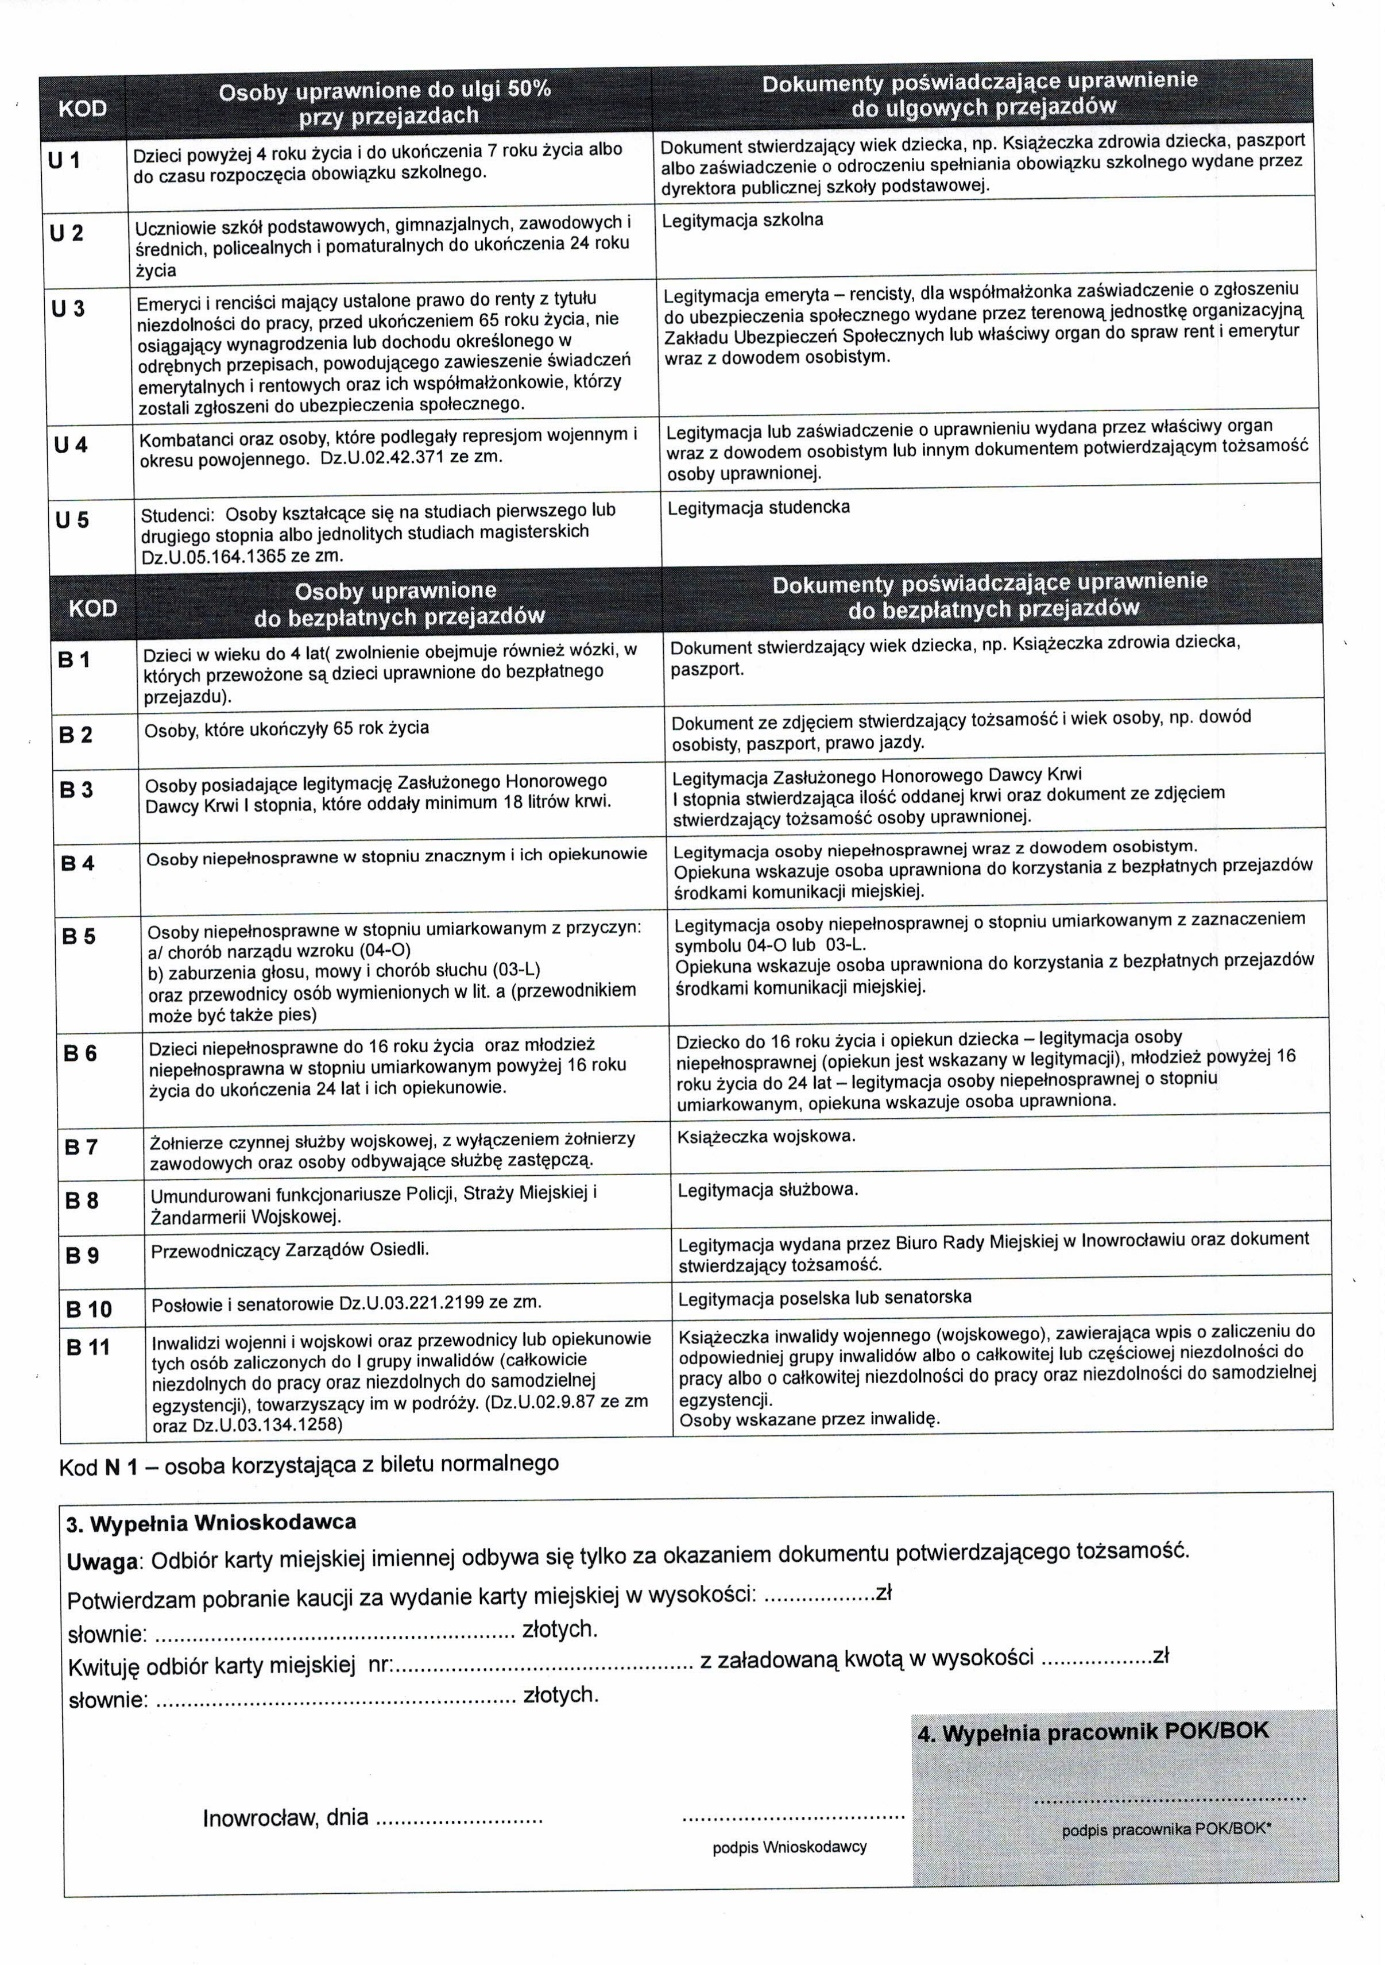 KOD
Osoby uprawnione do ulgi 50%
przy przejazdach
Dokumenty poświadczające uprawnienie
do ulgowych przejazdów
U 1
Dzieci powyżej 4 roku życia i do ukończenia 7 roku życia albo
do czasu rozpoczęcia obowiązku szkolnego.
Dokument stwierdzający wiek dziecka, np. Książeczka zdrowia dziecka, paszport
albo zaświadczenie o odroczeniu spełniania obowiązku szkolnego wydane przez
dyrektora publicznej szkoły podstawowej.
U 2
Uczniowie szkół podstawowych, gimnazjalnych, zawodowych i
średnich, policealnych i pomaturalnych do ukończenia 24 roku
życia
Legitymacja szkolna
U 3
Emeryci i renciści mający ustalone prawo do renty z tytułu
niezdolności do pracy, przed ukończeniem 65 roku życia, nie
osiągający wynagrodzenia lub dochodu określonego w
odrębnych przepisach, powodującego zawieszenie świadczeń
emerytalnych i rentowych oraz ich współmałżonkowie, którzy
zostali zgłoszeni do ubezpieczenia społecznego.
Legitymacja emeryta – rencisty, dla współmałżonka zaświadczenie o zgłoszeniu
do ubezpieczenia społecznego wydane przez terenową jednostkę organizacyjną
Zakładu Ubezpieczeń Społecznych lub właściwy organ do spraw rent i emerytur
wraz z dowodem osobistym.
U 4
Kombatanci oraz osoby, które podlegały represjom wojennym i
okresu powojennego. Dz.U.02.42.371 ze zm.
Legitymacja lub zaświadczenie o uprawnieniu wydana przez właściwy organ
wraz z dowodem osobistym lub innym dokumentem potwierdzającym tożsamość
osoby uprawnionej.
U 5
Studenci: Osoby kształcące się na studiach pierwszego lub
drugiego stopnia albo jednolitych studiach magisterskich
Dz.U.05.164.1365 ze zm.
Legitymacja studencka
KOD
Osoby uprawnione
do bezpłatnych przejazdów
Dokumenty poświadczające uprawnienie
do bezpłatnych przejazdów
B 1
Dzieci w wieku do 4 lat( zwolnienie obejmuje również wózki, w
których przewożone są dzieci uprawnione do bezpłatnego
przejazdu).
Dokument stwierdzający wiek dziecka, np. Książeczka zdrowia dziecka,
paszport.
B 2
Osoby, które ukończyły 65 rok życia
Dokument ze zdjęciem stwierdzający tożsamość i wiek osoby, np. dowód
osobisty, paszport, prawo jazdy.
B 3
Osoby posiadające legitymację Zasłużonego Honorowego
Dawcy Krwi I stopnia, które oddały minimum 18 litrów krwi.
Legitymacja Zasłużonego Honorowego Dawcy Krwi
I stopnia stwierdzająca ilość oddanej krwi oraz dokument ze zdjęciem
stwierdzający tożsamość osoby uprawnionej.
B 4
Osoby niepełnosprawne w stopniu znacznym i ich opiekunowie
Legitymacja osoby niepełnosprawnej wraz z dowodem osobistym.
Opiekuna wskazuje osoba uprawniona do korzystania z bezpłatnych przejazdów
środkami komunikacji miejskiej.
B 5
Osoby niepełnosprawne w stopniu umiarkowanym z przyczyn:
a/ chorób narządu wzroku (04-O)
b) zaburzenia głosu, mowy i chorób słuchu (03-L)
oraz przewodnicy osób wymienionych w lit. a (przewodnikiem
może być także pies)
Legitymacja osoby niepełnosprawnej o stopniu umiarkowanym z zaznaczeniem
symbolu 04-O lub 03-L.
Opiekuna wskazuje osoba uprawniona do korzystania z bezpłatnych przejazdów
środkami komunikacji miejskiej.
B 6
Dzieci niepełnosprawne do 16 roku życia oraz młodzież
niepełnosprawna w stopniu umiarkowanym powyżej 16 roku
życia do ukończenia 24 lat i ich opiekunowie.
Dziecko do 16 roku życia i opiekun dziecka – legitymacja osoby
niepełnosprawnej (opiekun jest wskazany w legitymacji), młodzież powyżej 16
roku życia do 24 lat – legitymacja osoby niepełnosprawnej o stopniu
umiarkowanym, opiekuna wskazuje osoba uprawniona.
B 7
Żołnierze czynnej służby wojskowej, z wyłączeniem żołnierzy
zawodowych oraz osoby odbywające służbę zastępczą.
Książeczka wojskowa.
B 8
Umundurowani funkcjonariusze Policji, Straży Miejskiej i
Żandarmerii Wojskowej.
Legitymacja służbowa.
B 9
Przewodniczący Zarządów Osiedli.
Legitymacja wydana przez Biuro Rady Miejskiej w Inowrocławiu oraz dokument
stwierdzający tożsamość.
B 10
Posłowie i senatorowie Dz.U.03.221.2199 ze zm.
Legitymacja poselska lub senatorska
B 11
Inwalidzi wojenni i wojskowi oraz przewodnicy lub opiekunowie
tych osób zaliczonych do I grupy inwalidów (całkowicie
niezdolnych do pracy oraz niezdolnych do samodzielnej
egzystencji), towarzyszący im w podróży. (Dz.U.02.9.87 ze zm
oraz Dz.U.03.134.1258)
Książeczka inwalidy wojennego (wojskowego), zawierająca wpis o zaliczeniu do
odpowiedniej grupy inwalidów albo o całkowitej lub częściowej niezdolności do
pracy albo o całkowitej niezdolności do pracy oraz niezdolności do samodzielnej
egzystencji.
Osoby wskazane przez inwalidę.
Kod N 1 – osoba korzystająca z biletu normalnego
3. Wypełnia Wnioskodawca
Uwaga: Odbiór karty miejskiej imiennej odbywa się tylko za okazaniem dokumentu potwierdzającego tożsamość.
Potwierdzam pobranie kaucji za wydanie karty miejskiej w wysokości: ..................zł
słownie: .......................................................... złotych.
Kwituję odbiór karty miejskiej nr:................................................ z załadowaną kwotą w wysokości ..................zł
słownie: .......................................................... złotych.
4. Wypełnia pracownik POK/BOK
Inowrocław, dnia ...........................
....................................
............................................
podpis Wnioskodawcy
podpis pracownika POK/BOK*